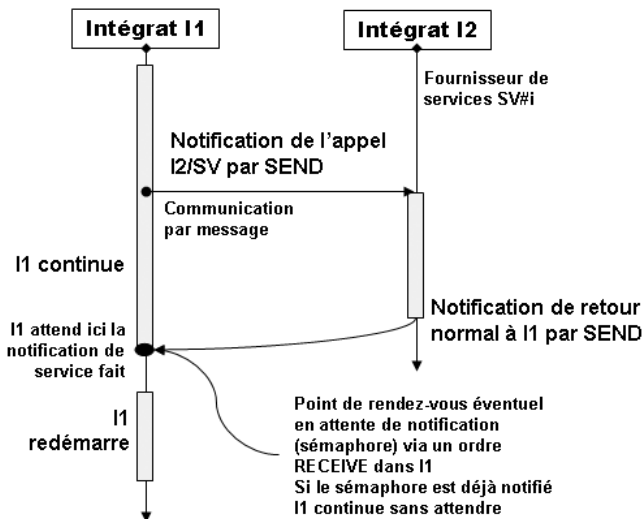 Intégrat I1
Intégrat I2
Fournisseur de
services SV#i
Notification de l'appel
I2/SV par SEND
Communication
par message
I1 continue
Notification de retour
normal à I1 par SEND
I1 attend ici la
notification de
service fait
I1
redémarre
Point de rendez-vous éventuel
en attente de notification
(sémaphore) via un ordre
RECEIVE dans I1
Si le sémaphore est déjà notifié
I1 continue sans attendre